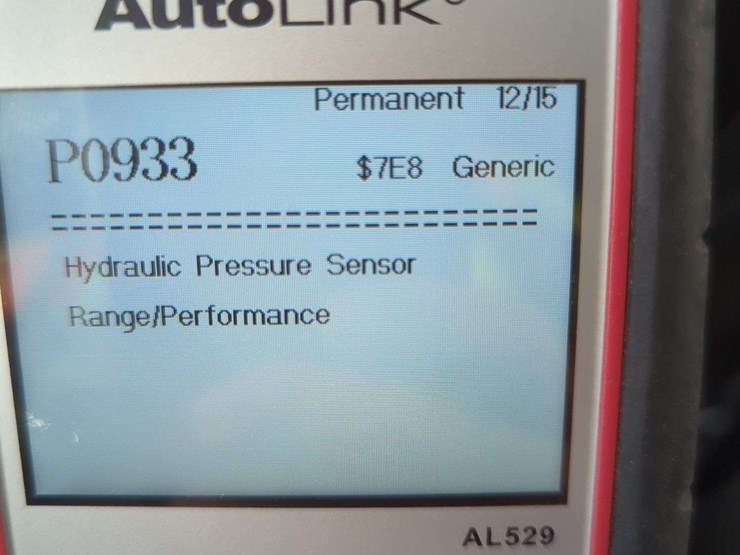 AutoLink®
Permanent 12/15
P0933
$7E8 Generic
==========================
Hydraulic Pressure Sensor
Range/Performance
AL529